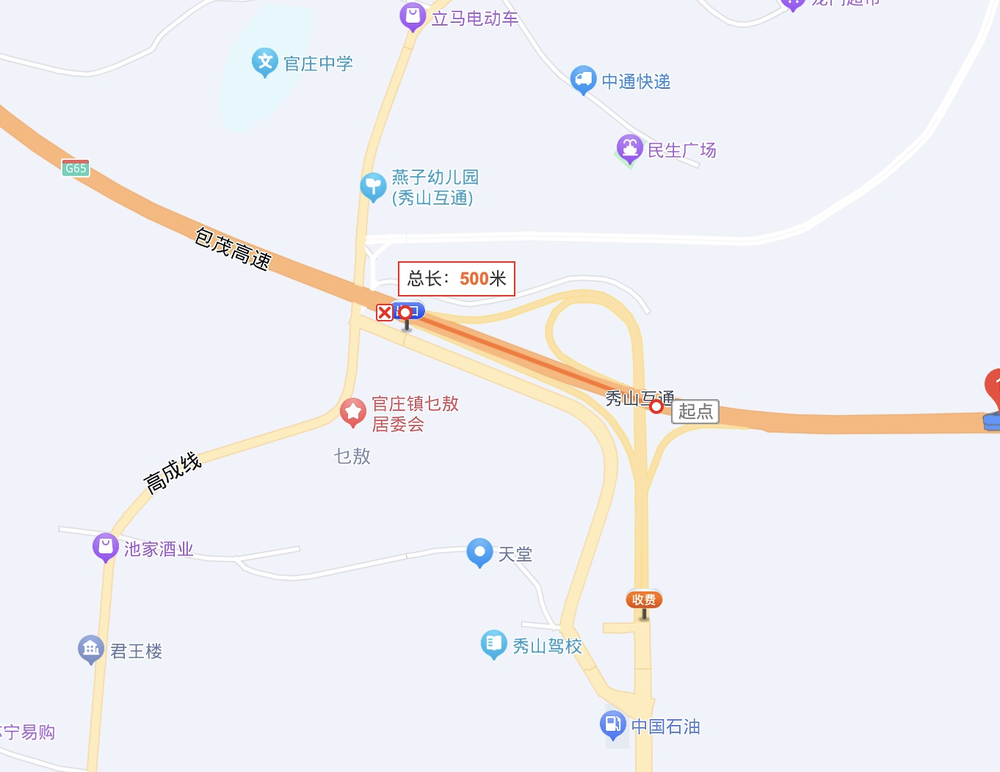 立马电动车
官庄中学
文
中通快递
民生广场
G65
燕子幼儿园
(秀山互通)
包茂高速
总长：500米
秀山互通
起点
官庄镇乜敖
居委会
乜敖
高成线
池家酒业
天堂
收费
秀山驾校
君王楼
中国石油
宁易购